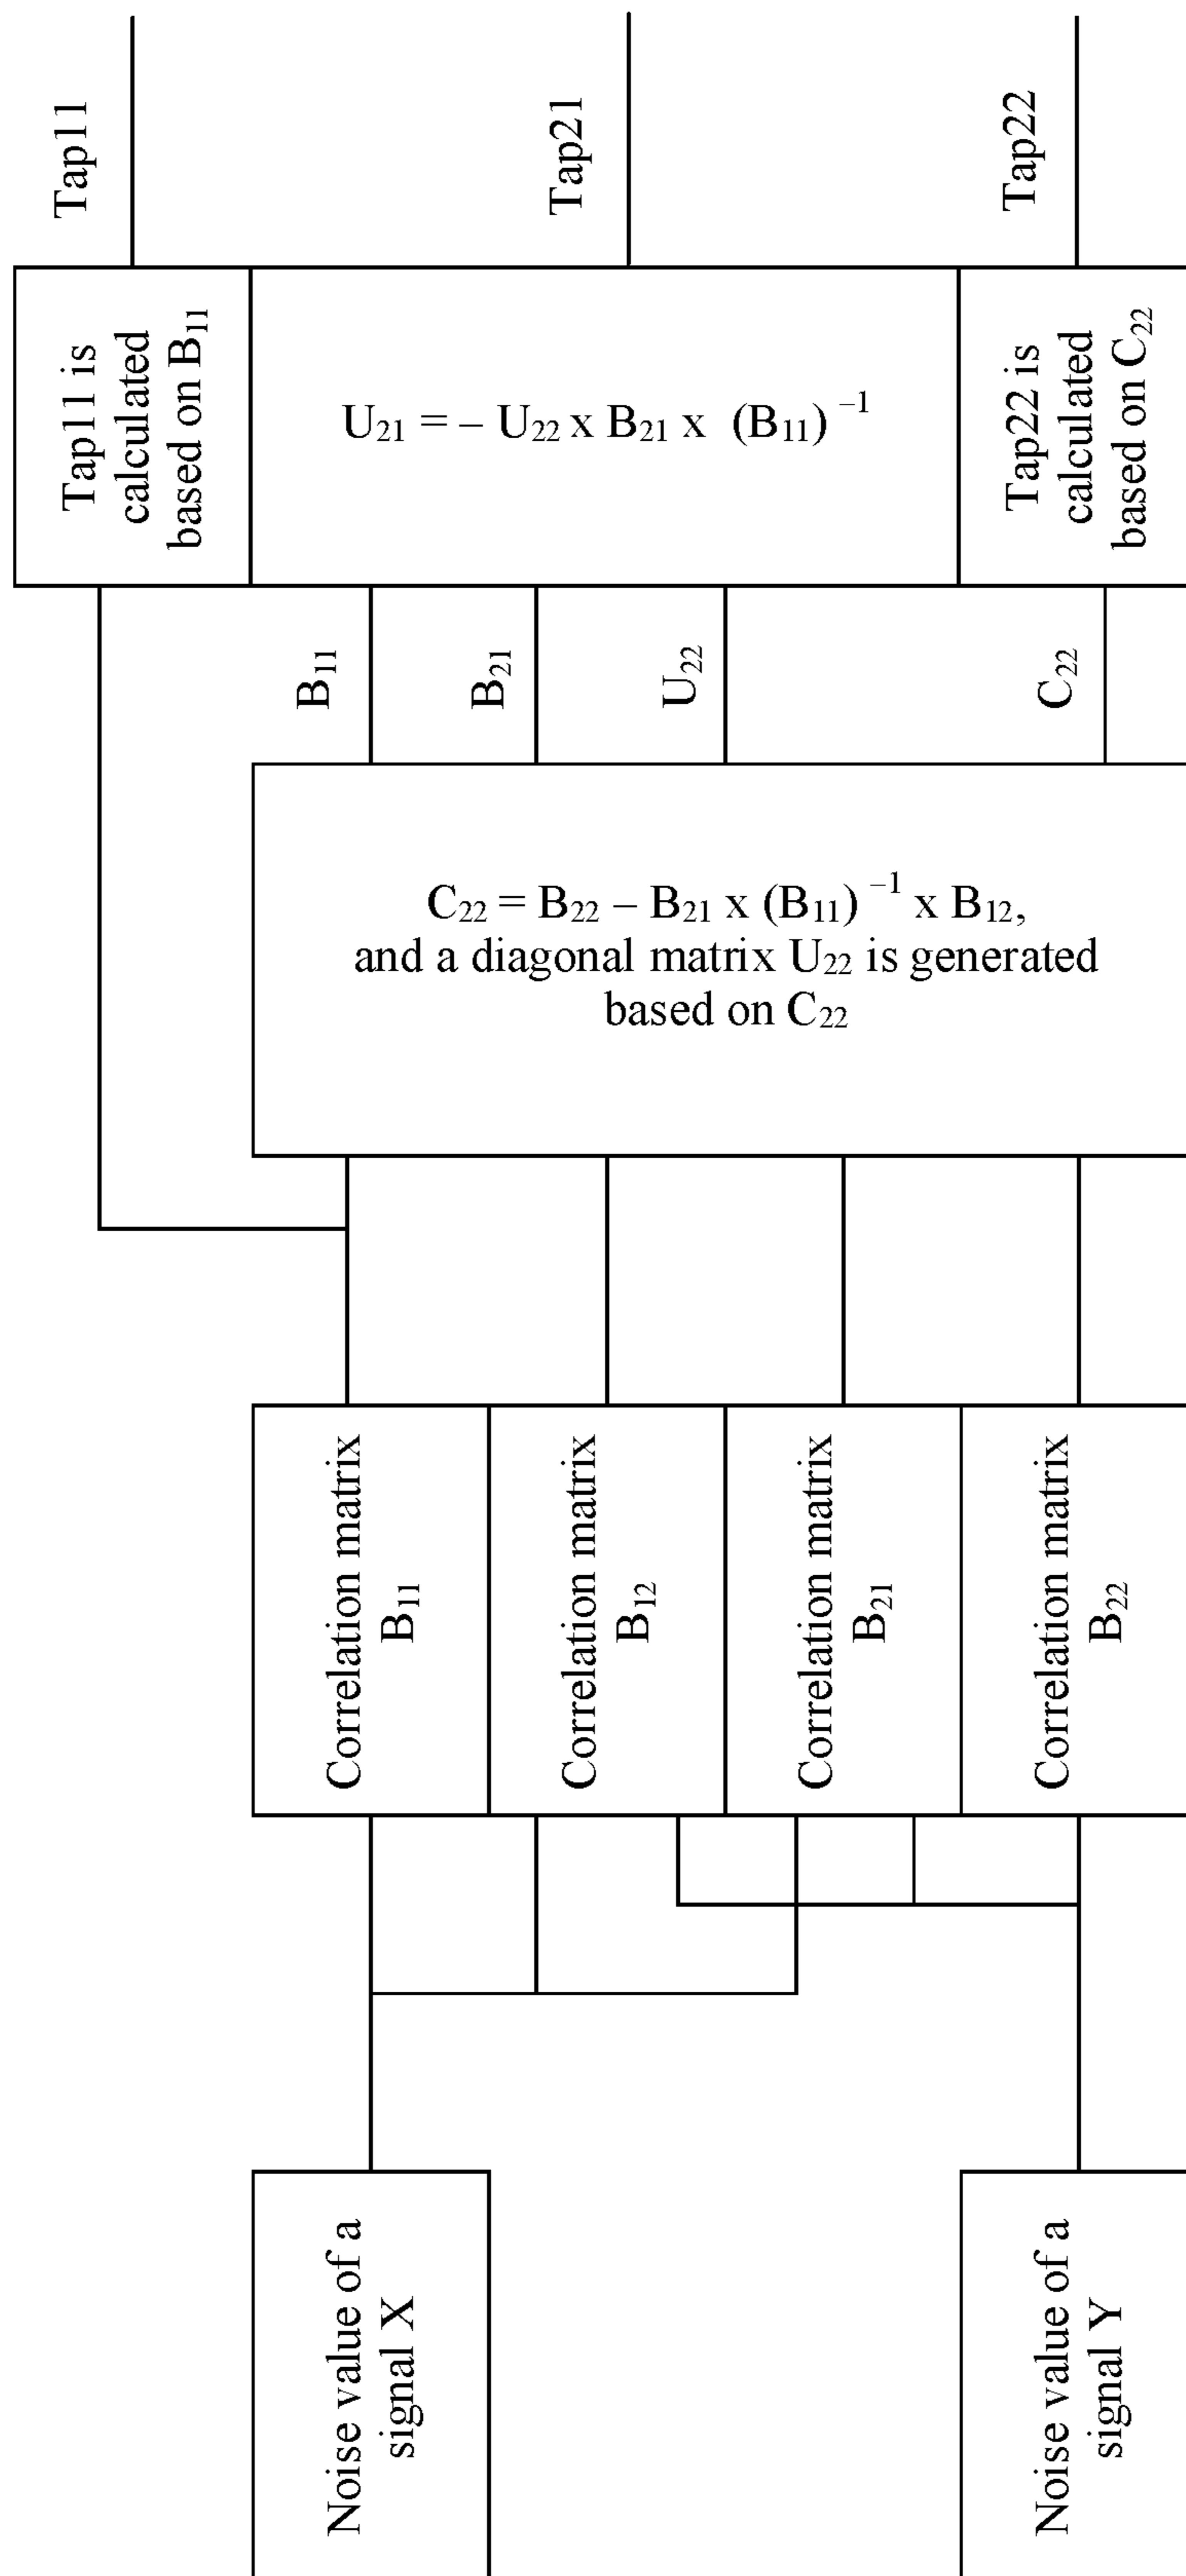 Noise value of a
signal X
Noise value of a
signal Y
Correlation matrix
B₁₁
Correlation matrix
B₁₂
Correlation matrix
B₂₁
Correlation matrix
B₂₂
C₂₂ = B₂₂ – B₂₁ x (B₁₁)⁻¹ x B₁₂,
and a diagonal matrix U₂₂ is generated
based on C₂₂
B₁₁
B₂₁
U₂₂
C₂₂
Tap11 is
calculated
based on B₁₁
U₂₁ = – U₂₂ x B₂₁ x (B₁₁)⁻¹
Tap22 is
calculated
based on C₂₂
Tap11
Tap21
Tap22